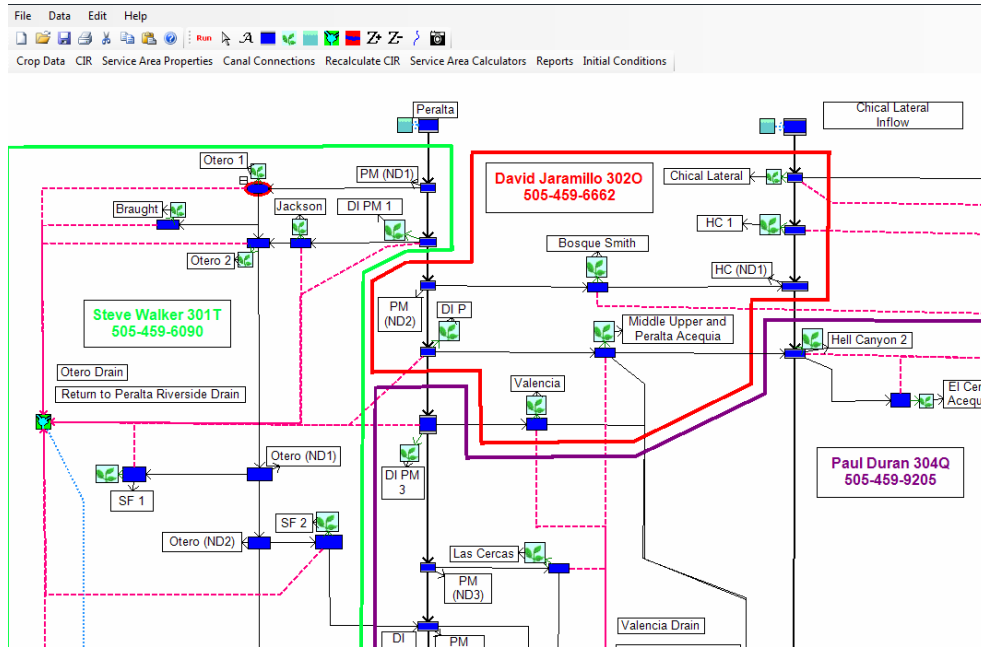 File Data Edit Help
Run A Z+ Z-
Crop Data CIR Service Area Properties Canal Connections Recalculate CIR Service Area Calculators Reports Initial Conditions
Peralta
Chical Lateral
Inflow
Otero 1
PM (ND1)
David Jaramillo 302O
505-459-6662
Chical Lateral
Braught
Jackson
DI PM 1
HC 1
Bosque Smith
Otero 2
HC (ND1)
Steve Walker 301T
505-459-6090
PM
(ND2)
DI P
Middle Upper and
Peralta Acequia
Hell Canyon 2
Otero Drain
Return to Peralta Riverside Drain
Valencia
El Cer
Acequ
Otero (ND1)
DI PM
3
Paul Duran 304Q
505-459-9205
SF 1
SF 2
Otero (ND2)
Las Cercas
PM
(ND3)
Valencia Drain
DI
PM